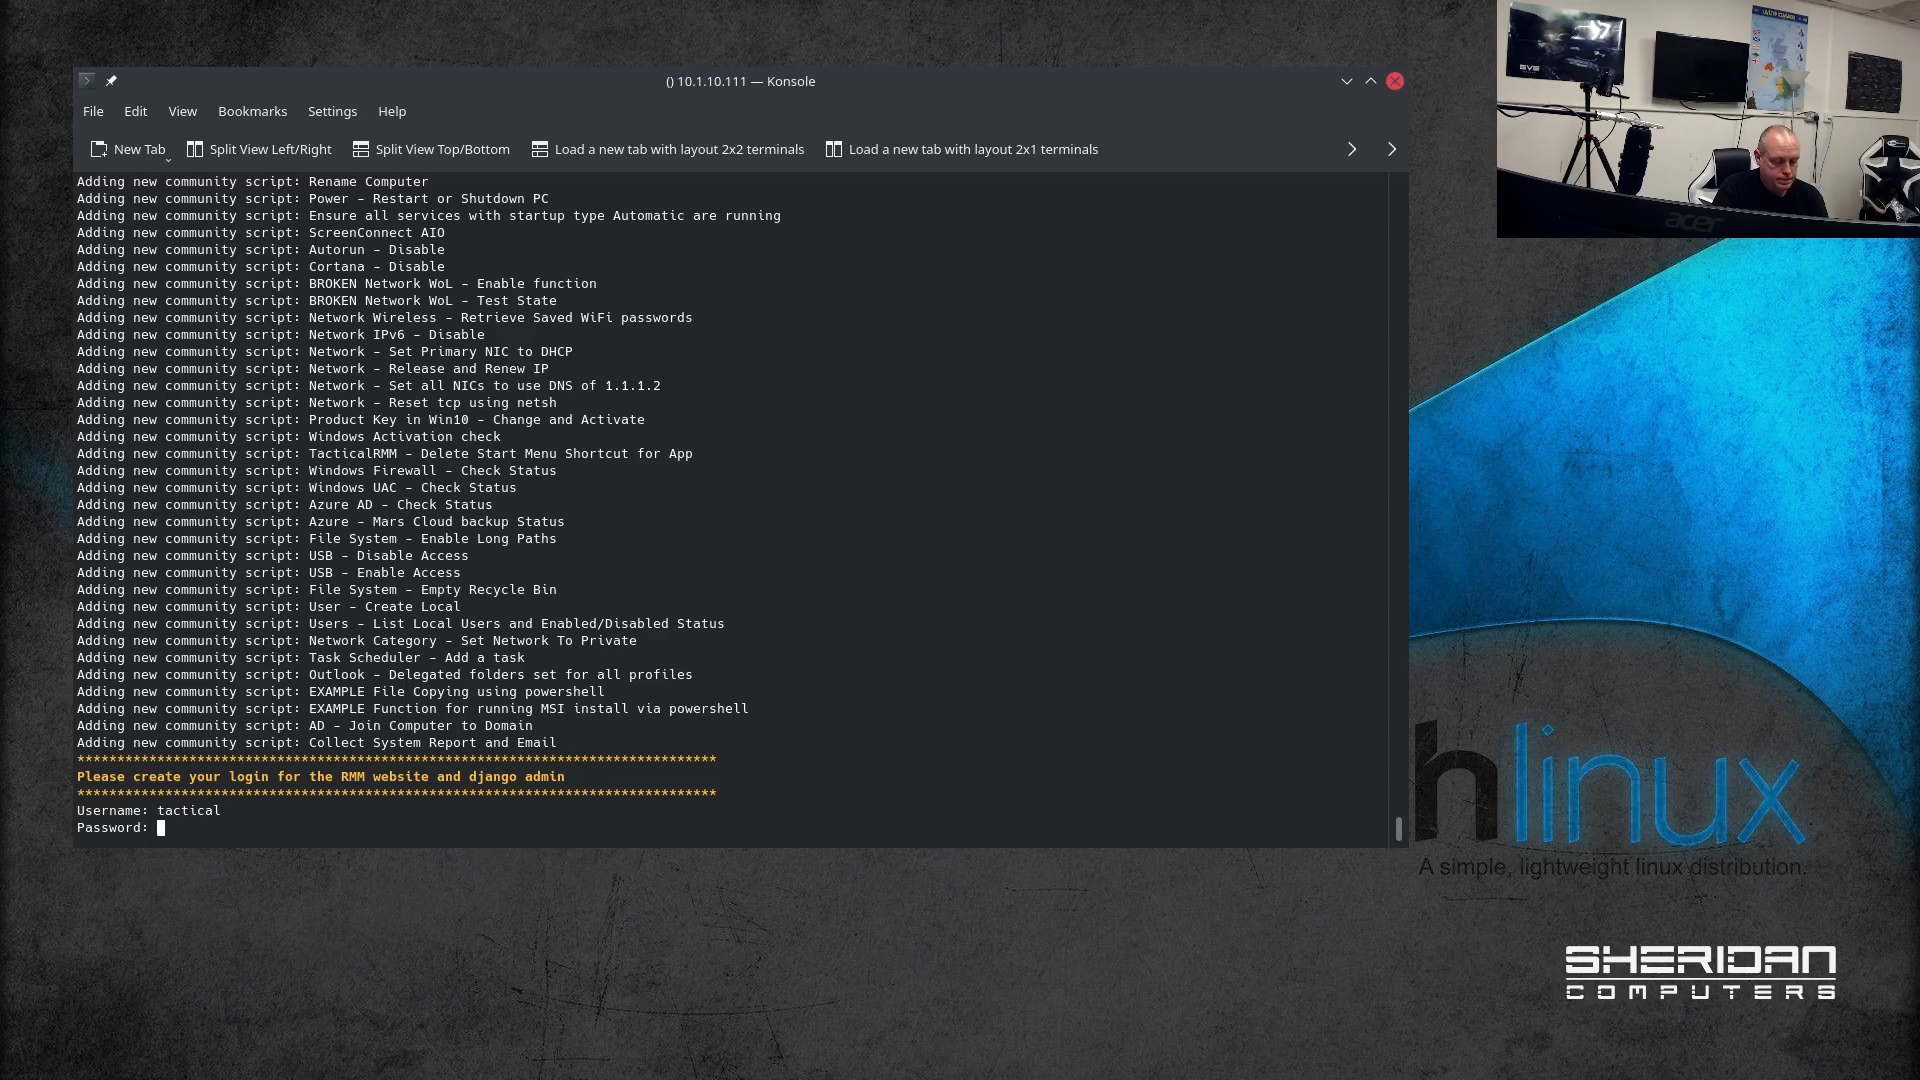 () 10.1.10.111 — Konsole
File Edit View Bookmarks Settings Help
New Tab Split View Left/Right Split View Top/Bottom Load a new tab with layout 2x2 terminals Load a new tab with layout 2x1 terminals
Adding new community script: Rename Computer
Adding new community script: Power - Restart or Shutdown PC
Adding new community script: Ensure all services with startup type Automatic are running
Adding new community script: ScreenConnect AIO
Adding new community script: Autorun - Disable
Adding new community script: Cortana - Disable
Adding new community script: BROKEN Network WoL - Enable function
Adding new community script: BROKEN Network WoL - Test State
Adding new community script: Network Wireless - Retrieve Saved WiFi passwords
Adding new community script: Network IPv6 - Disable
Adding new community script: Network - Set Primary NIC to DHCP
Adding new community script: Network - Release and Renew IP
Adding new community script: Network - Set all NICs to use DNS of 1.1.1.2
Adding new community script: Network - Reset tcp using netsh
Adding new community script: Product Key in Win10 - Change and Activate
Adding new community script: Windows Activation check
Adding new community script: TacticalRMM - Delete Start Menu Shortcut for App
Adding new community script: Windows Firewall - Check Status
Adding new community script: Windows UAC - Check Status
Adding new community script: Azure AD - Check Status
Adding new community script: Azure - Mars Cloud backup Status
Adding new community script: File System - Enable Long Paths
Adding new community script: USB - Disable Access
Adding new community script: USB - Enable Access
Adding new community script: File System - Empty Recycle Bin
Adding new community script: User - Create Local
Adding new community script: Users - List Local Users and Enabled/Disabled Status
Adding new community script: Network Category - Set Network To Private
Adding new community script: Task Scheduler - Add a task
Adding new community script: Outlook - Delegated folders set for all profiles
Adding new community script: EXAMPLE File Copying using powershell
Adding new community script: EXAMPLE Function for running MSI install via powershell
Adding new community script: AD - Join Computer to Domain
Adding new community script: Collect System Report and Email
********************************************************************************
Please create your login for the RMM website and django admin
********************************************************************************
Username: tactical
Password:
EVE
acer
hlinux
A simple, lightweight linux distribution.
SHERIDAN
COMPUTERS